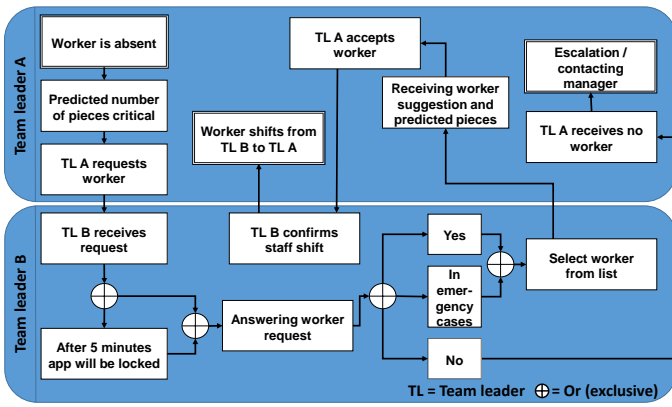 Team leader A
Worker is absent
Predicted number
of pieces critical
TL A requests
worker
TL A accepts
worker
Worker shifts from
TL B to TL A
Receiving worker
suggestion and
predicted pieces
Escalation /
contacting
manager
TL A receives no
worker
Team leader B
TL B receives
request
After 5 minutes
app will be locked
TL B confirms
staff shift
Answering worker
request
Yes
In
emer-
gency
cases
No
Select worker
from list
TL = Team leader
= Or (exclusive)